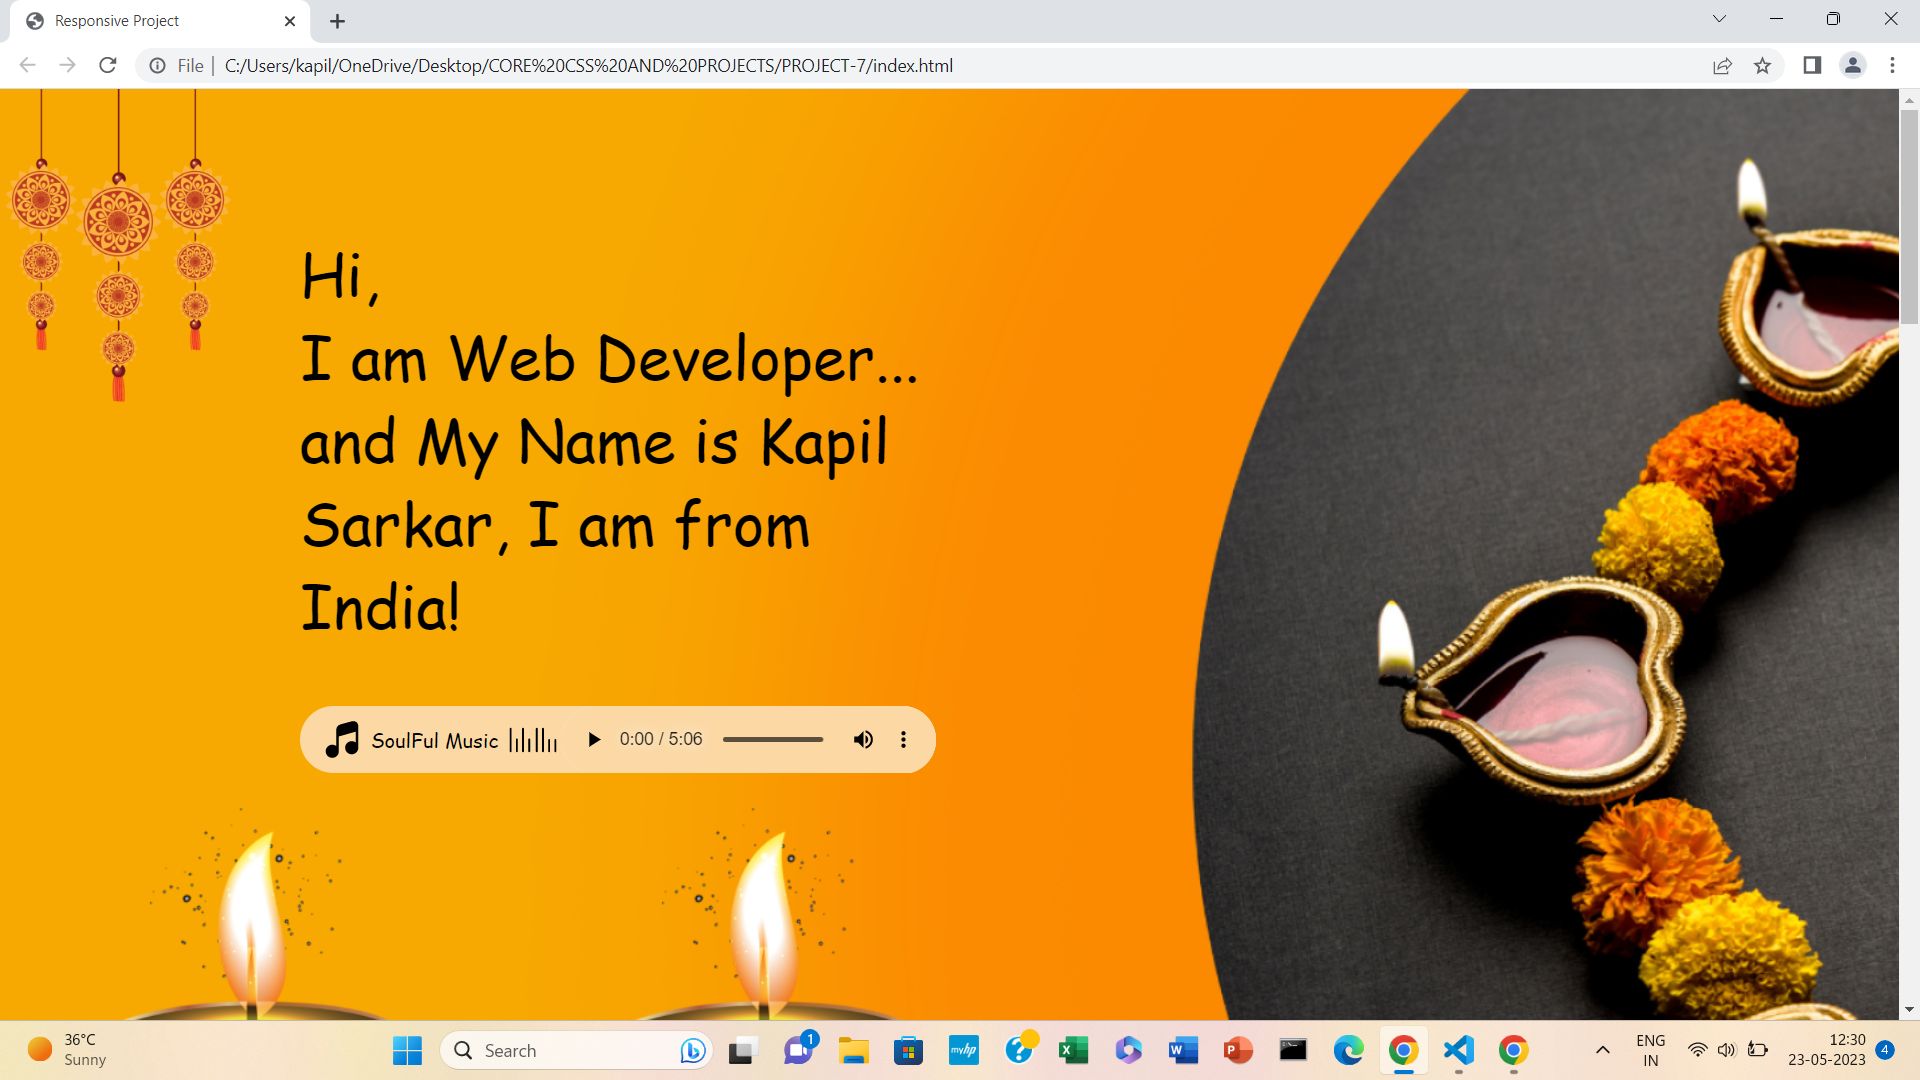 Responsive Project
File
C:/Users/kapil/OneDrive/Desktop/CORE%20CSS%20AND%20PROJECTS/PROJECT-7/index.html
Hi,
I am Web Developer...
and My Name is Kapil
Sarkar, I am from
India!
SoulFul Music
0:00 / 5:06
36°C
Sunny
Search
1
myhp
ENG
IN
12:30
23-05-2023
4